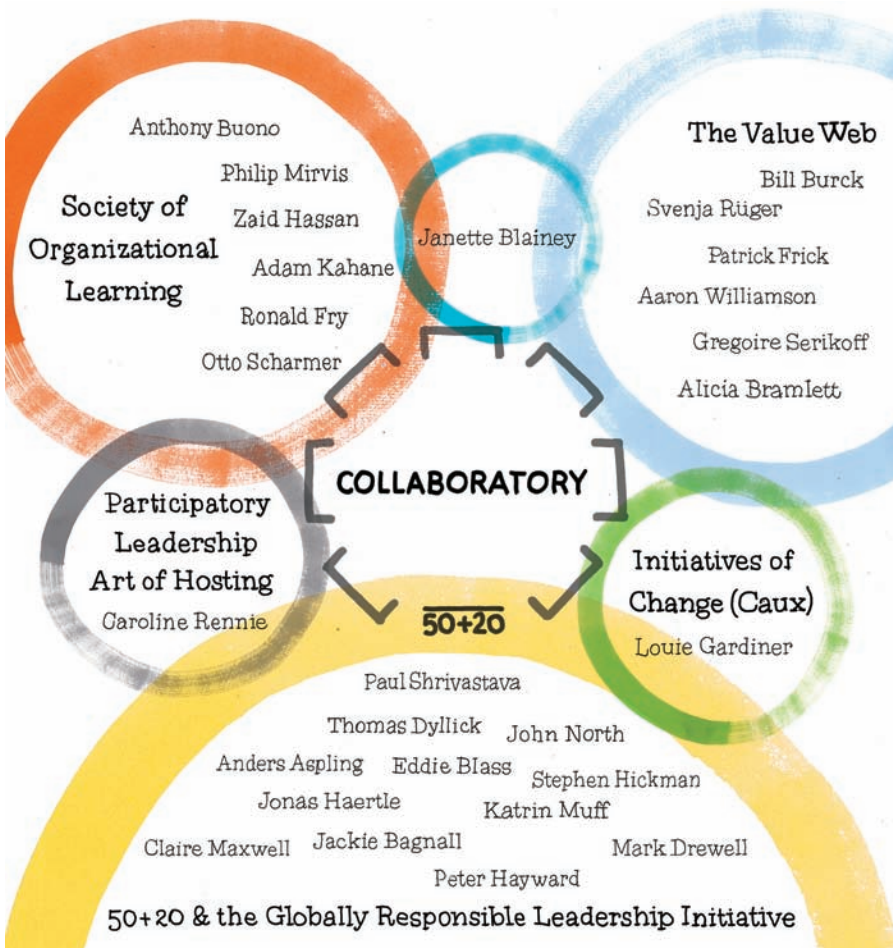 Anthony Buono
Philip Mirvis
Society of
Zaid Hassan
Organizational
Adam Kahane
Learning
Ronald Fry
Otto Scharmer
Janette Blainey
The Value Web
Bill Burck
Svenja Rüger
Patrick Frick
Aaron Williamson
Gregoire Serikoff
Alicia Bramlett
COLLABORATORY
Participatory
Leadership
Art of Hosting
Caroline Rennie
Initiatives of
Change (Caux)
Louie Gardiner
50+20
Paul Shrivastava
Thomas Dyllick
John North
Anders Aspling
Eddie Blass
Stephen Hickman
Jonas Haertle
Katrin Muff
Claire Maxwell
Jackie Bagnall
Mark Drewell
Peter Hayward
50+20 & the Globally Responsible Leadership Initiative